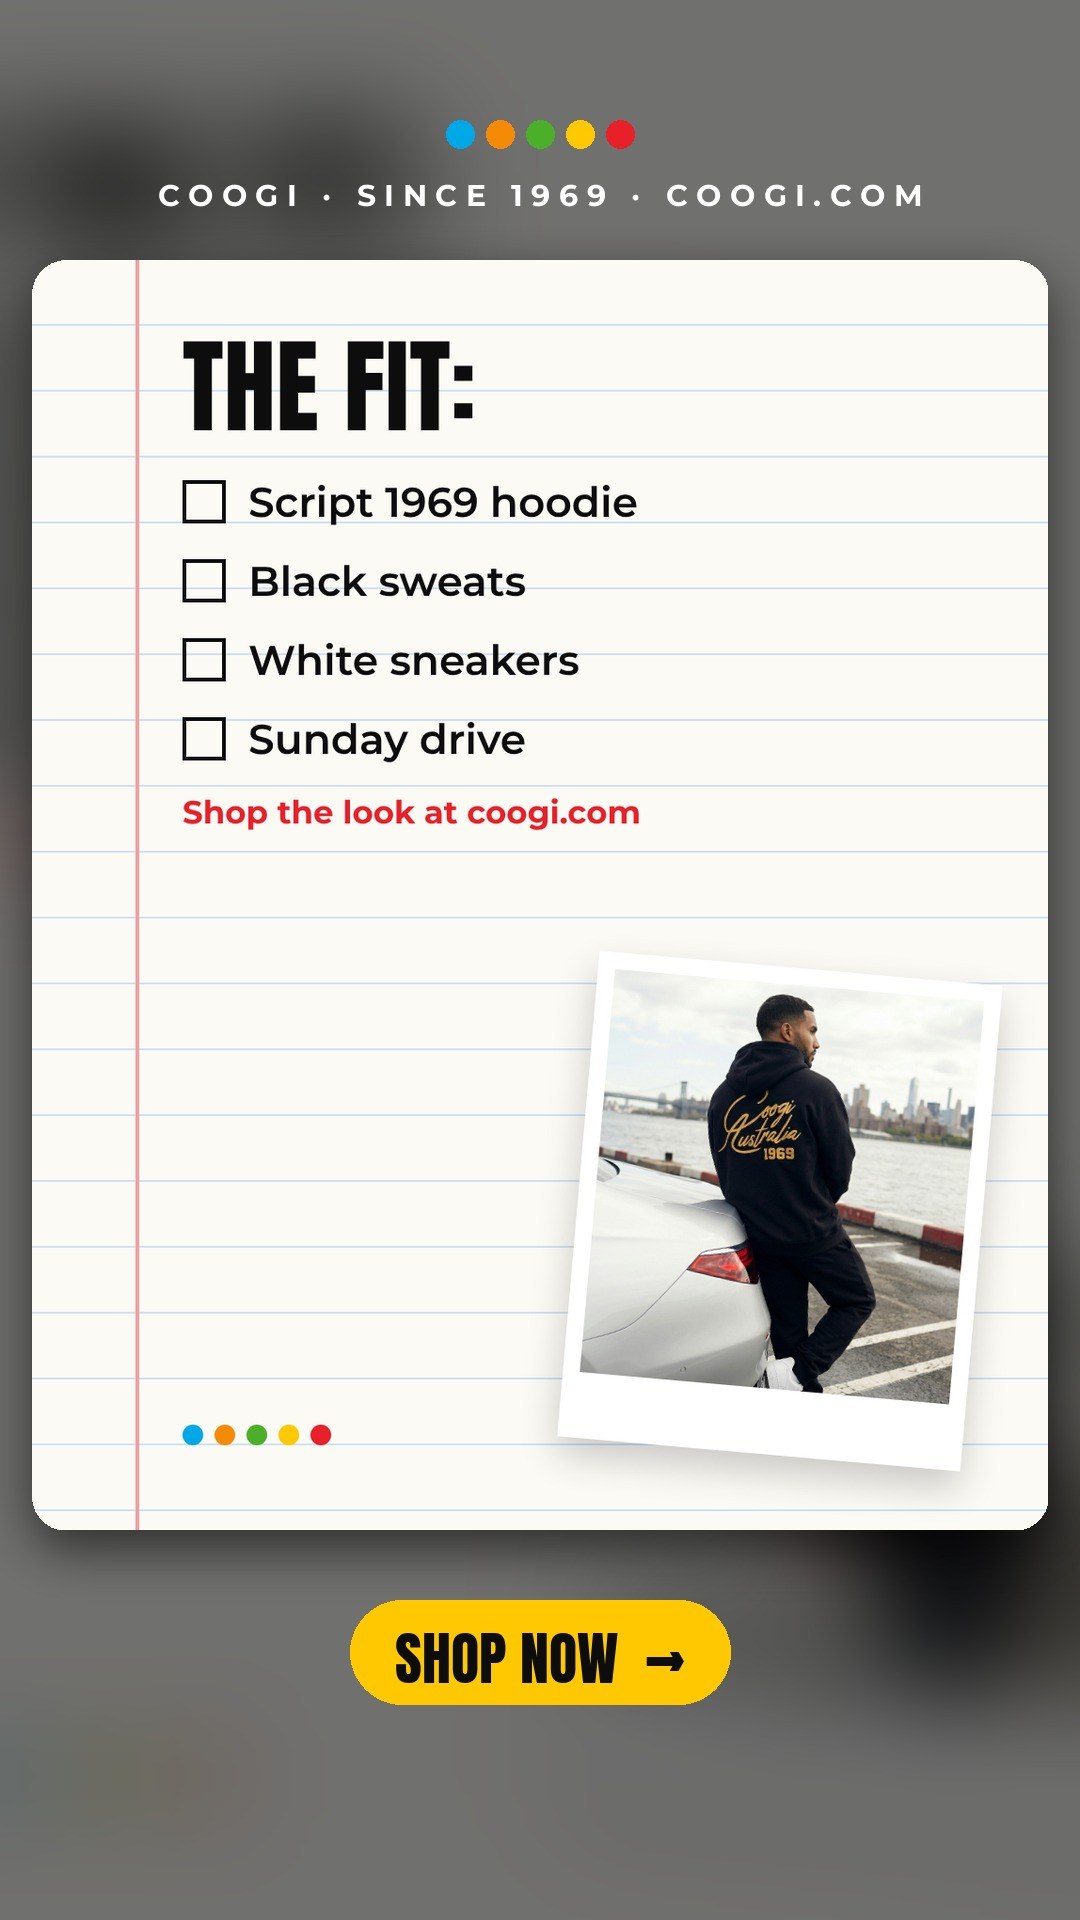 COOGI · SINCE 1969 · COOGI.COM
THE FIT:
Script 1969 hoodie
Black sweats
White sneakers
Sunday drive
Shop the look at coogi.com
Coogi
Australia
1969
SHOP NOW →